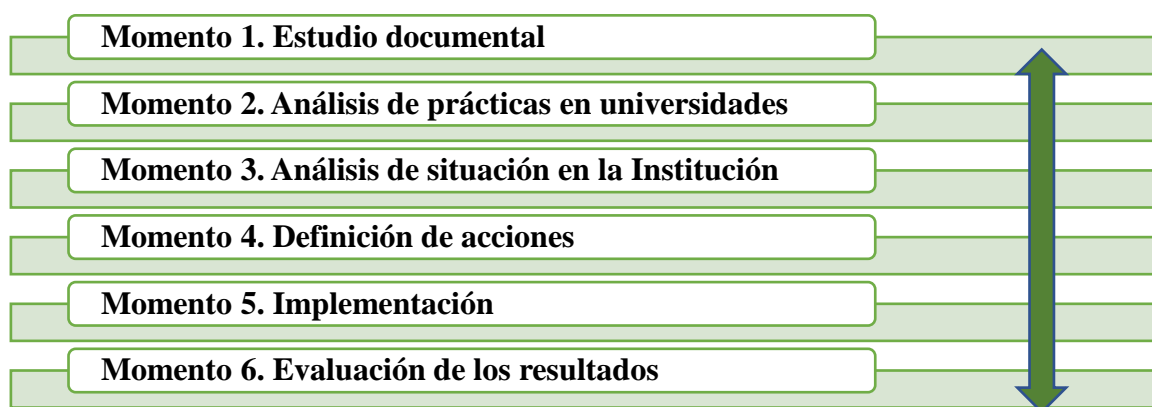 Momento 1. Estudio documental
Momento 2. Análisis de prácticas en universidades
Momento 3. Análisis de situación en la Institución
Momento 4. Definición de acciones
Momento 5. Implementación
Momento 6. Evaluación de los resultados